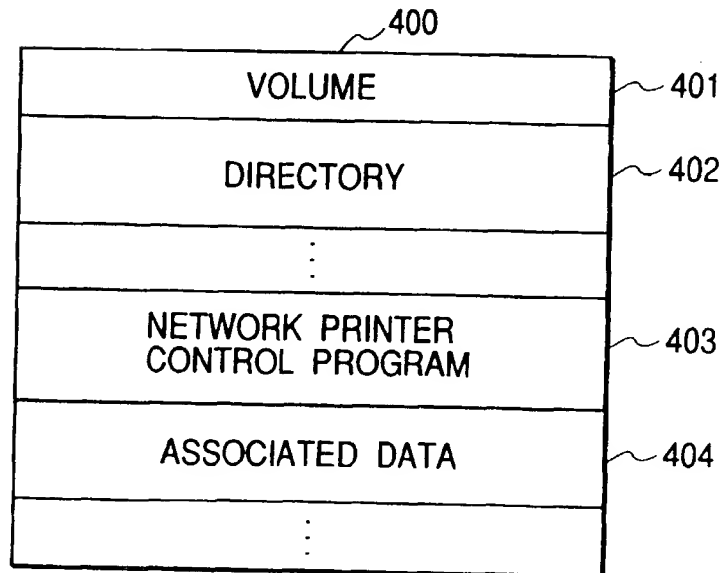 400
VOLUME 401
DIRECTORY 402
⋮
NETWORK PRINTER
CONTROL PROGRAM 403
ASSOCIATED DATA 404
⋮